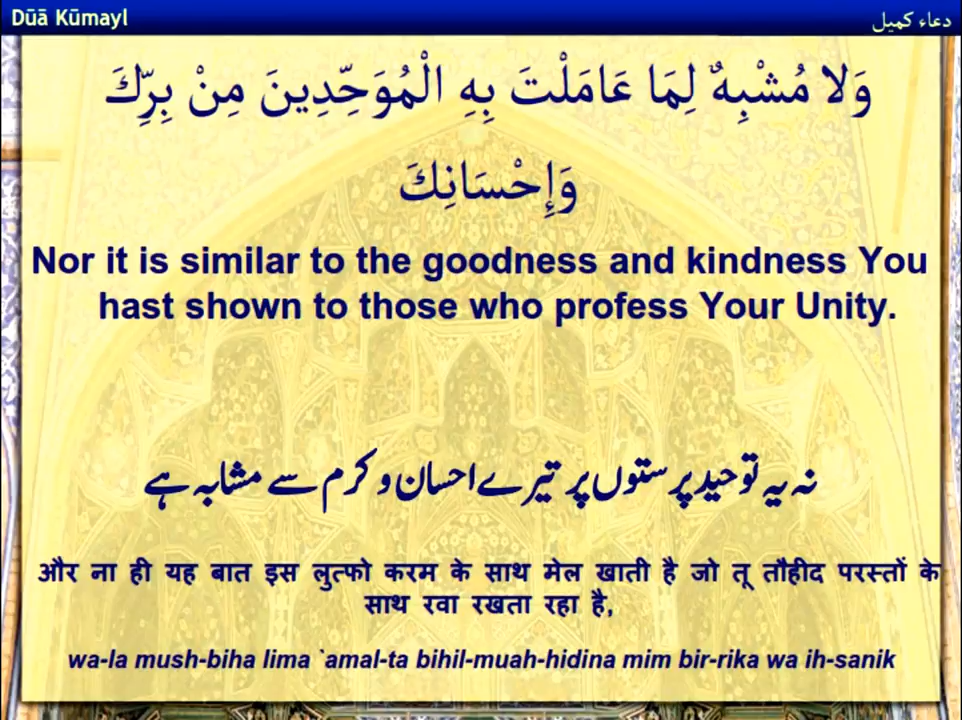 Dūā Kūmayl
دعاء كميل
وَلا مُشْبِهٌ لِمَا عَامَلْتَ بِهِ الْمُوَحِّدِينَ مِنْ بِرِّكَ
وَإِحْسَانِكَ
Nor it is similar to the goodness and kindness You
hast shown to those who profess Your Unity.
نہ یہ توحید پرستوں پر تیرے احسان و کرم سے مشابہ ہے
और ना ही यह बात इस लुत्फो करम के साथ मेल खाती है जो तू तौहीद परस्तों के
साथ रवा रखता रहा है,
wa-la mush-biha lima `amal-ta bihil-muah-hidina mim bir-rika wa ih-sanik